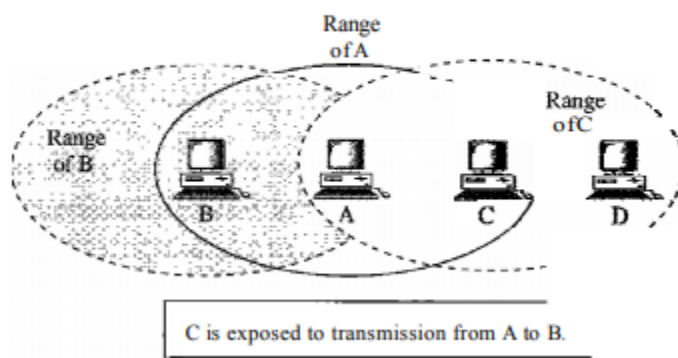 Range
of A
Range
of B
Range
of C
B
A
C
D
C is exposed to transmission from A to B.